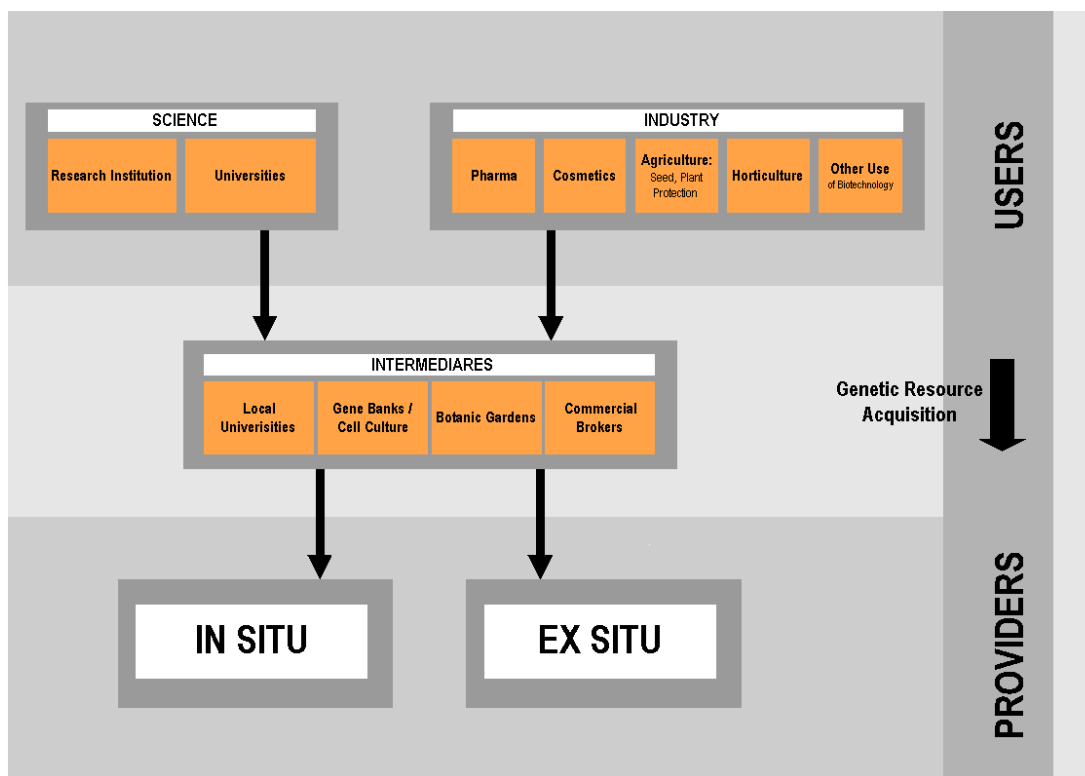 SCIENCE
Research Institution
Universities
INDUSTRY
Pharma
Cosmetics
Agriculture:
Seed, Plant
Protection
Horticulture
Other Use
of Biotechnology
USERS
INTERMEDIARES
Local
Univerisities
Gene Banks /
Cell Culture
Botanic Gardens
Commercial
Brokers
Genetic Resource
Acquisition
IN SITU
EX SITU
PROVIDERS